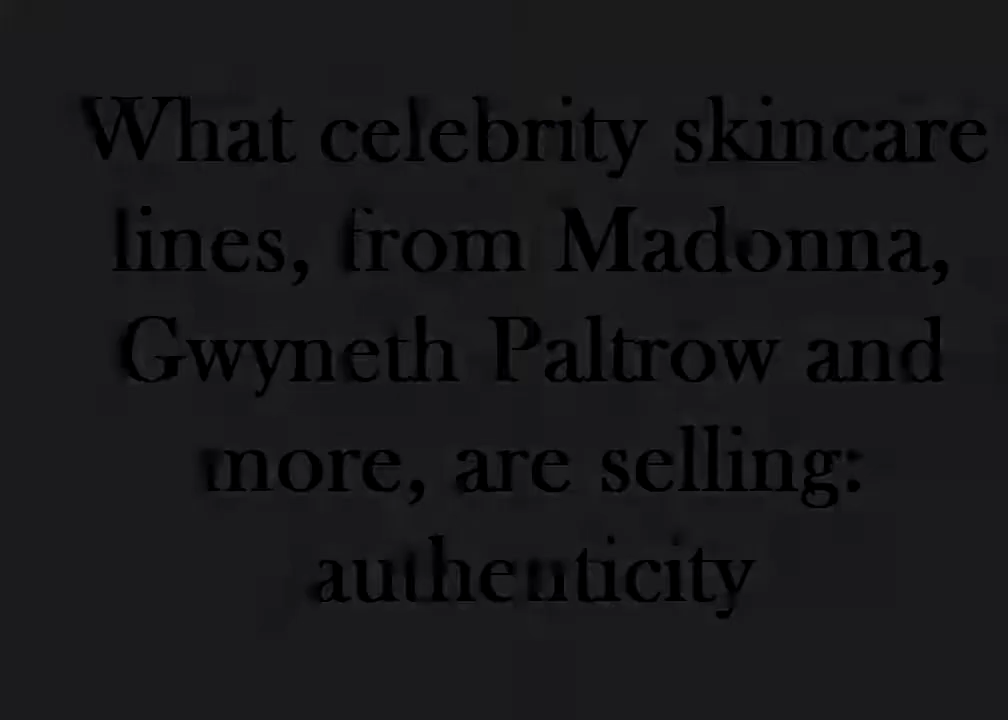 What celebrity skincare
lines, from Madonna,
Gwyneth Paltrow and
more, are selling:
authenticity